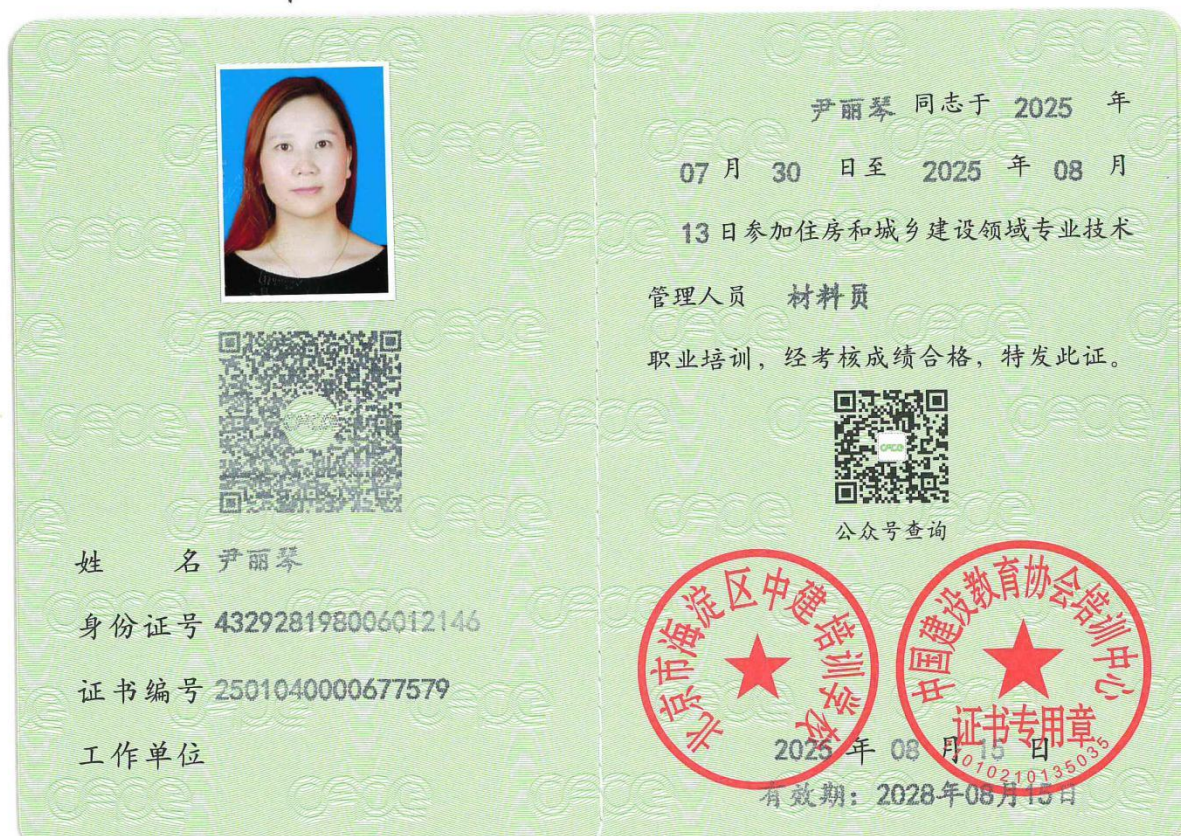 姓 名 尹丽琴
身份证号 432928198006012146
证书编号 2501040000677579
工作单位
尹丽琴 同志于 2025 年
07 月 30 日至 2025 年 08 月
13 日参加住房和城乡建设领域专业技术
管理人员 材料员
职业培训，经考核成绩合格，特发此证。
公众号查询
北京市海淀区中建培训学校
中国建设教育协会培训中心
证书专用章
11010210135035
2025 年 08 月 15 日
有效期：2028年08月15日